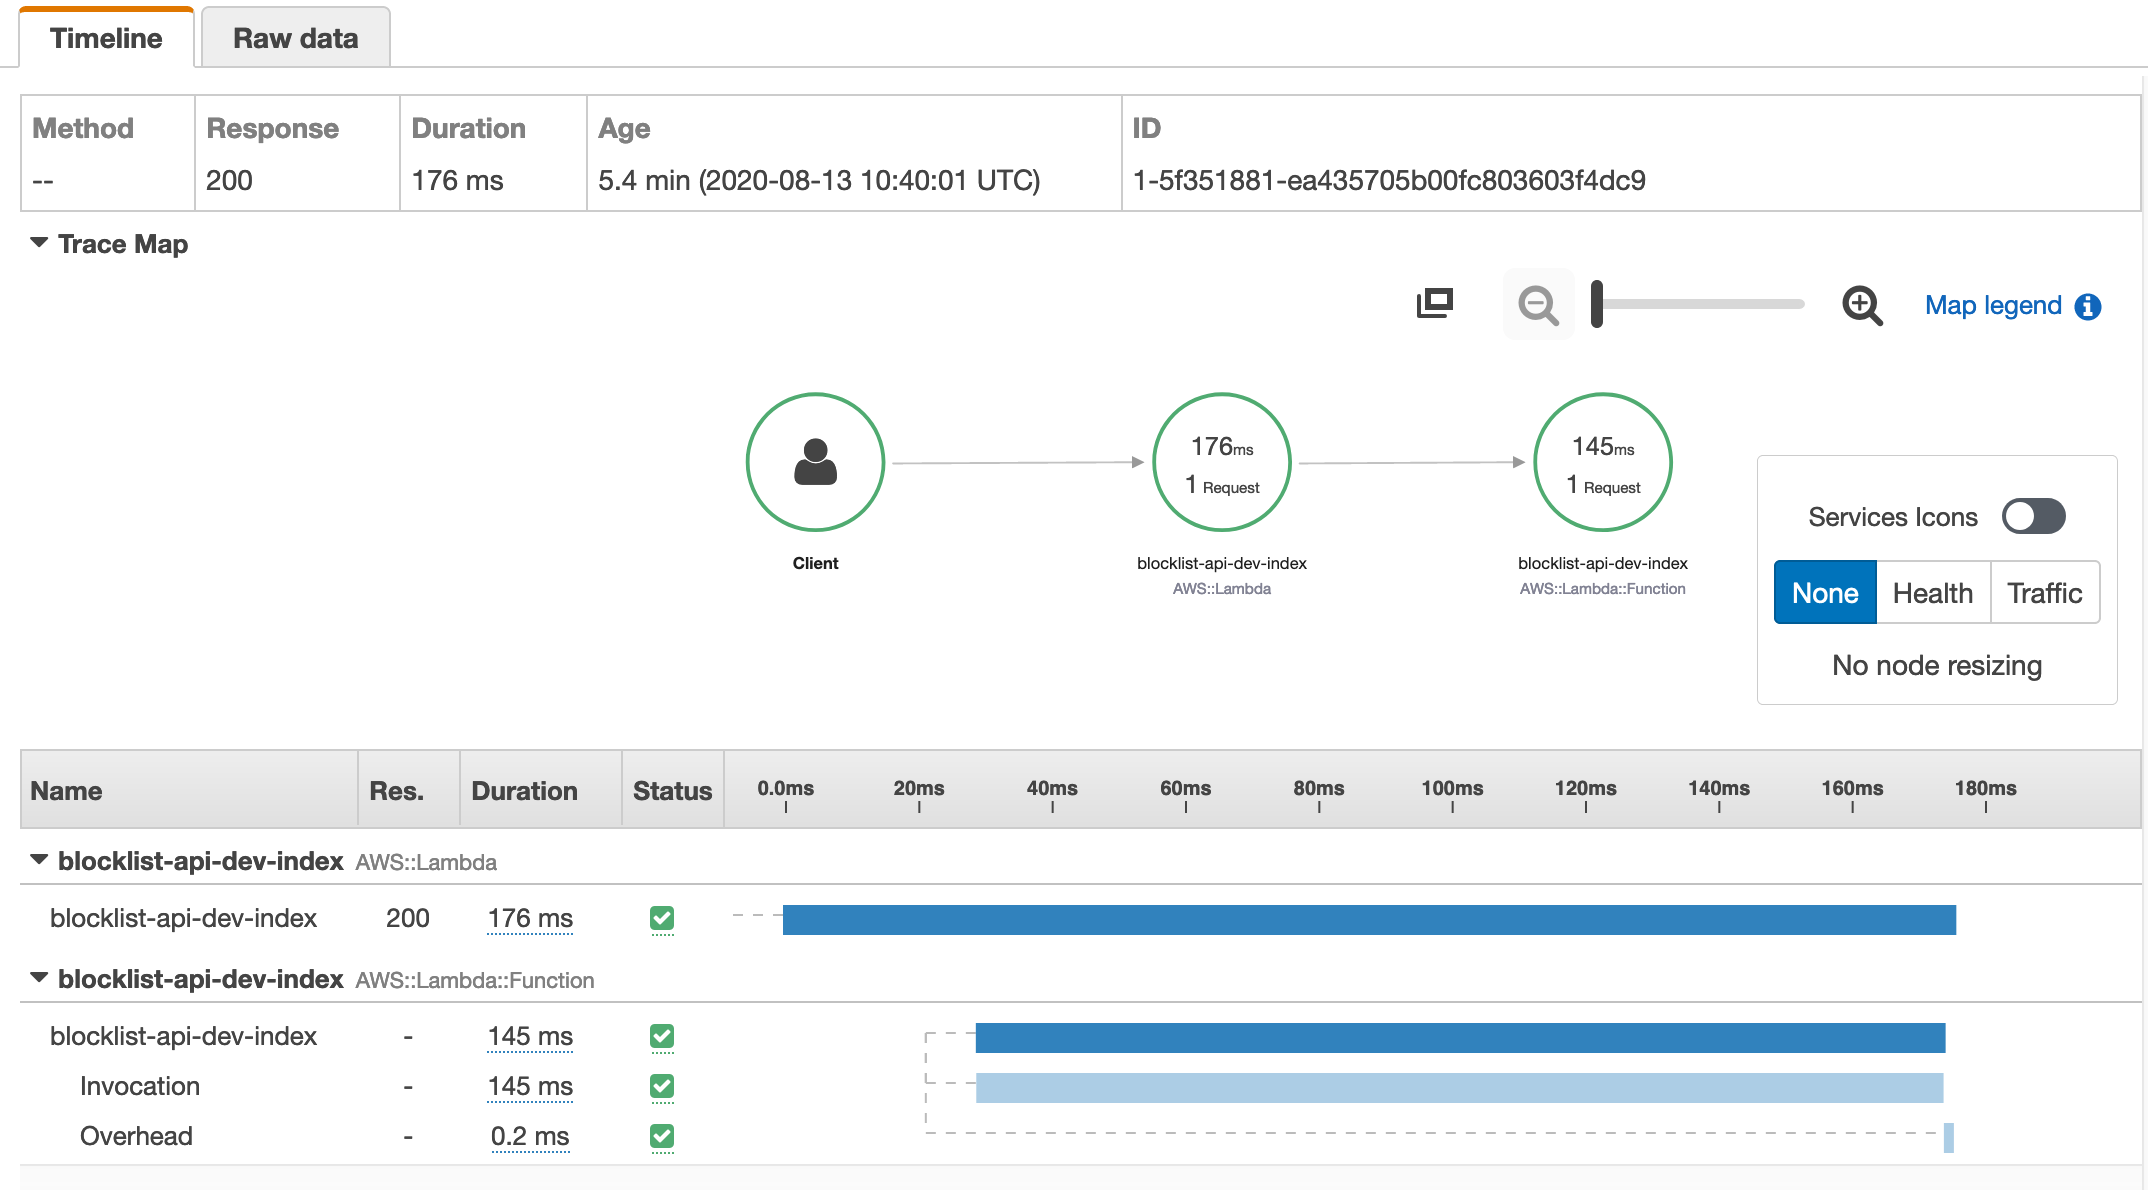 Timeline Raw data
Method Response Duration Age ID
-- 200 176 ms 5.4 min (2020-08-13 10:40:01 UTC) 1-5f351881-ea435705b00fc803603f4dc9
Trace Map
Map legend
176ms
1 Request
145ms
1 Request
Client
blocklist-api-dev-index
AWS::Lambda
blocklist-api-dev-index
AWS::Lambda::Function
Services Icons
None Health Traffic
No node resizing
Name Res. Duration Status 0.0ms 20ms 40ms 60ms 80ms 100ms 120ms 140ms 160ms 180ms
blocklist-api-dev-index AWS::Lambda
blocklist-api-dev-index 200 176 ms
blocklist-api-dev-index AWS::Lambda::Function
blocklist-api-dev-index - 145 ms
Invocation - 145 ms
Overhead - 0.2 ms